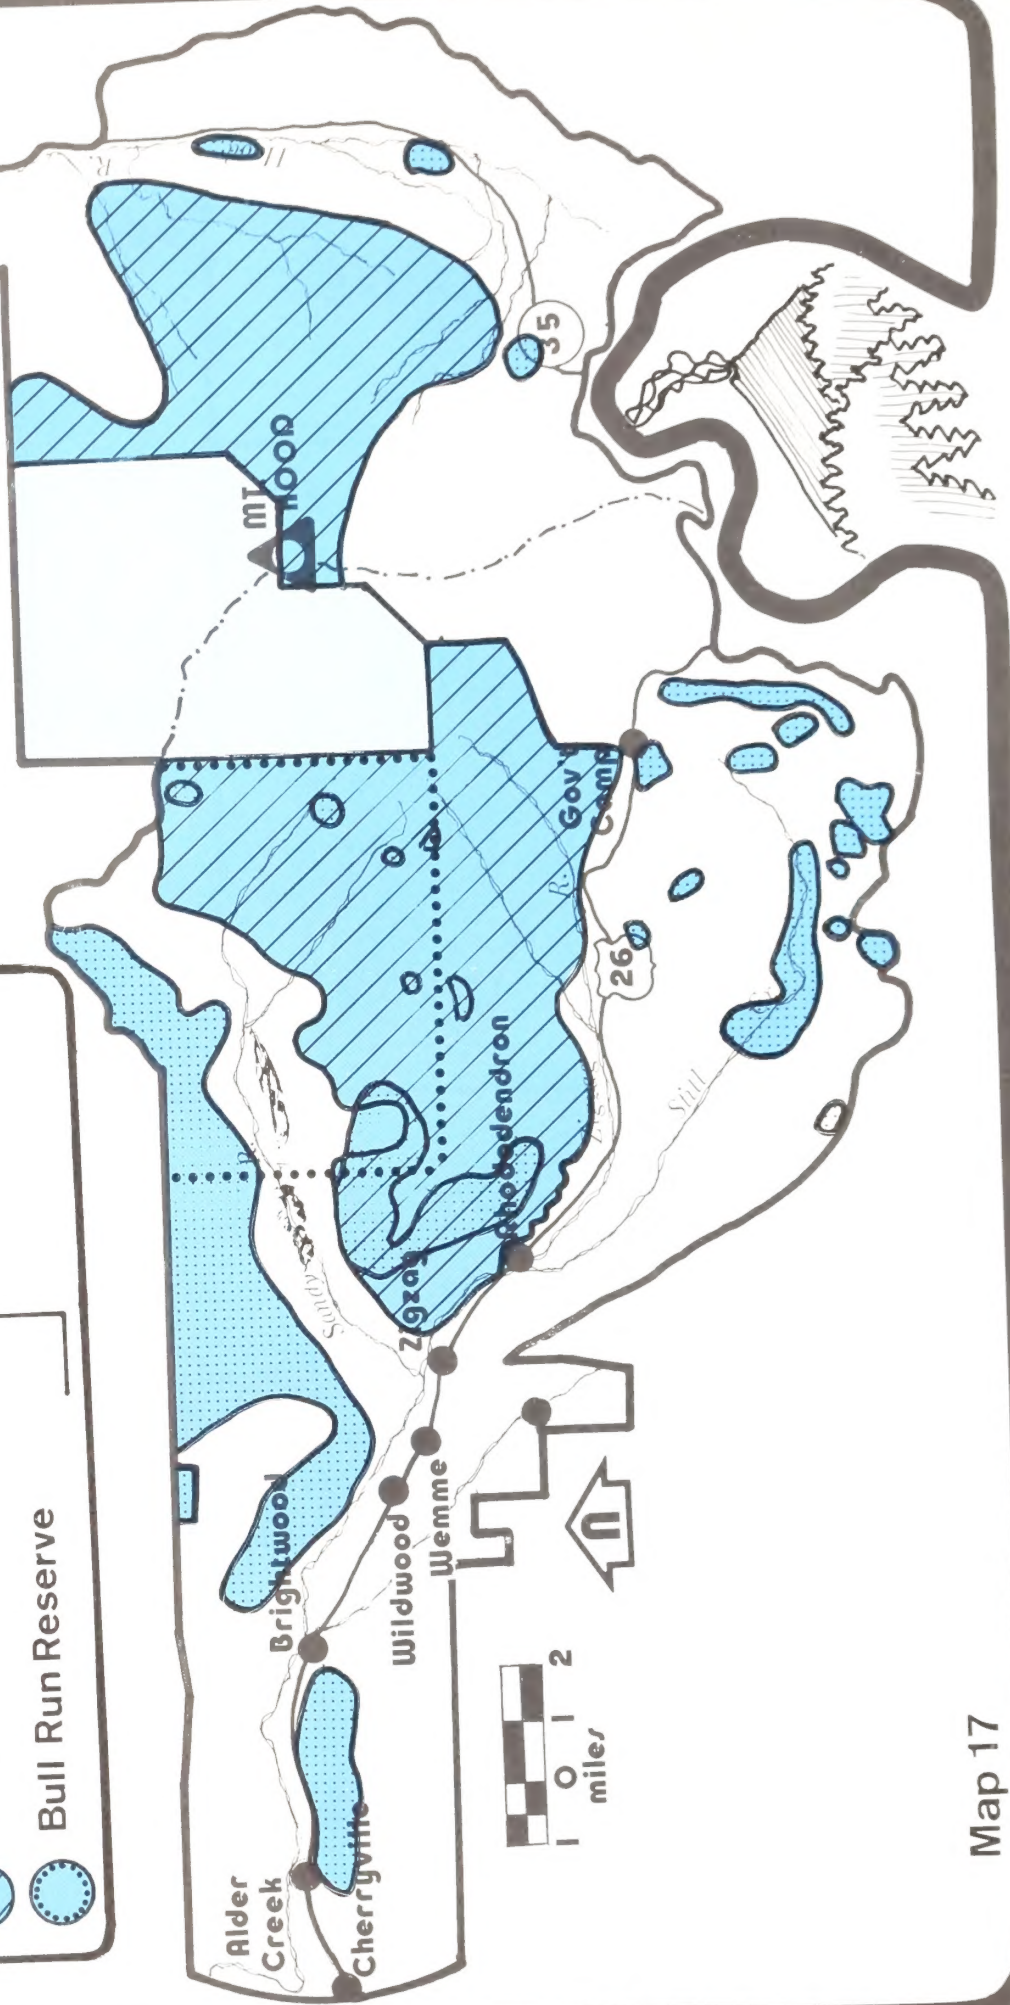 Bull Run Reserve
MT
HOOD
35
Gov't
Camp
R.
26
Still
Rhododendron
Zigzag
Sandy
Brightwood
Wildwood
Wemme
Alder
Creek
Cherryville
n
1 0 1 2
miles
Map 17